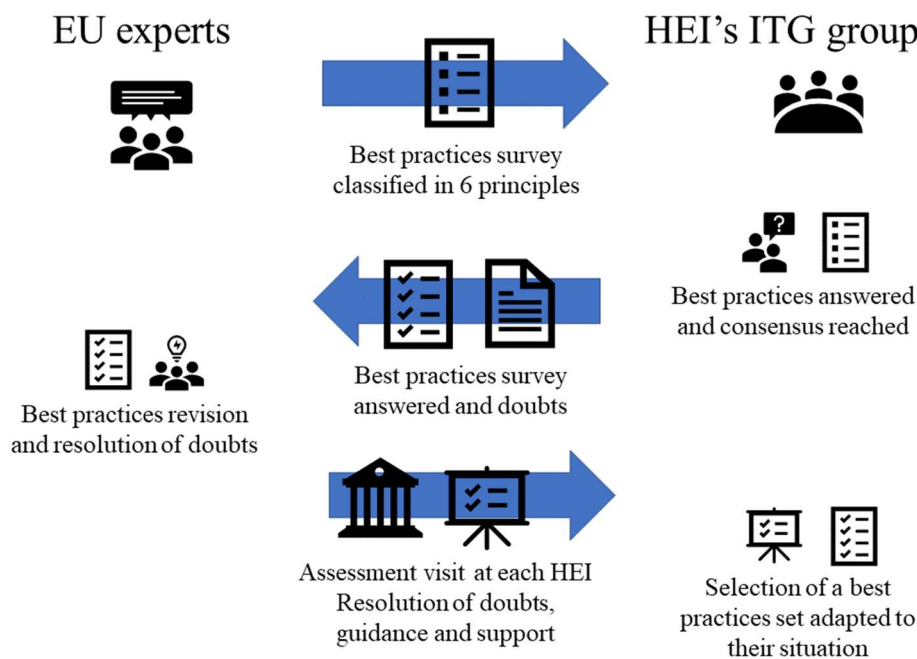 EU experts
HEI's ITG group
Best practices survey
classified in 6 principles
?
Best practices answered
and consensus reached
Best practices survey
answered and doubts
Best practices revision
and resolution of doubts
Assessment visit at each HEI
Resolution of doubts,
guidance and support
Selection of a best
practices set adapted to
their situation